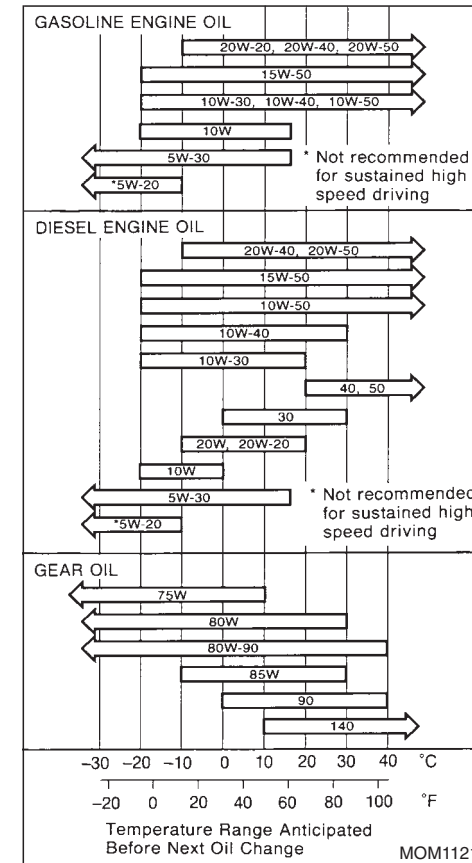 GASOLINE ENGINE OIL
20W-20, 20W-40, 20W-50
15W-50
10W-30, 10W-40, 10W-50
10W
5W-30
*5W-20
* Not recommended
for sustained high
speed driving
DIESEL ENGINE OIL
20W-40, 20W-50
15W-50
10W-50
10W-40
10W-30
40, 50
30
20W, 20W-20
10W
5W-30
*5W-20
* Not recommended
for sustained high
speed driving
GEAR OIL
75W
80W
80W-90
85W
90
140
-30 -20 -10 0 10 20 30 40 °C
-20 0 20 40 60 80 100 °F
Temperature Range Anticipated
Before Next Oil Change